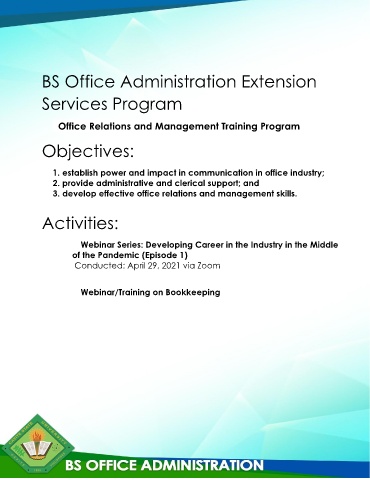 BS Office Administration Extension
Services Program
Office Relations and Management Training Program
Objectives:
1. establish power and impact in communication in office industry;
2. provide administrative and clerical support; and
3. develop effective office relations and management skills.
Activities:
Webinar Series: Developing Career in the Industry in the Middle
of the Pandemic (Episode 1)
Conducted: April 29, 2021 via Zoom
Webinar/Training on Bookkeeping
BS OFFICE ADMINISTRATION